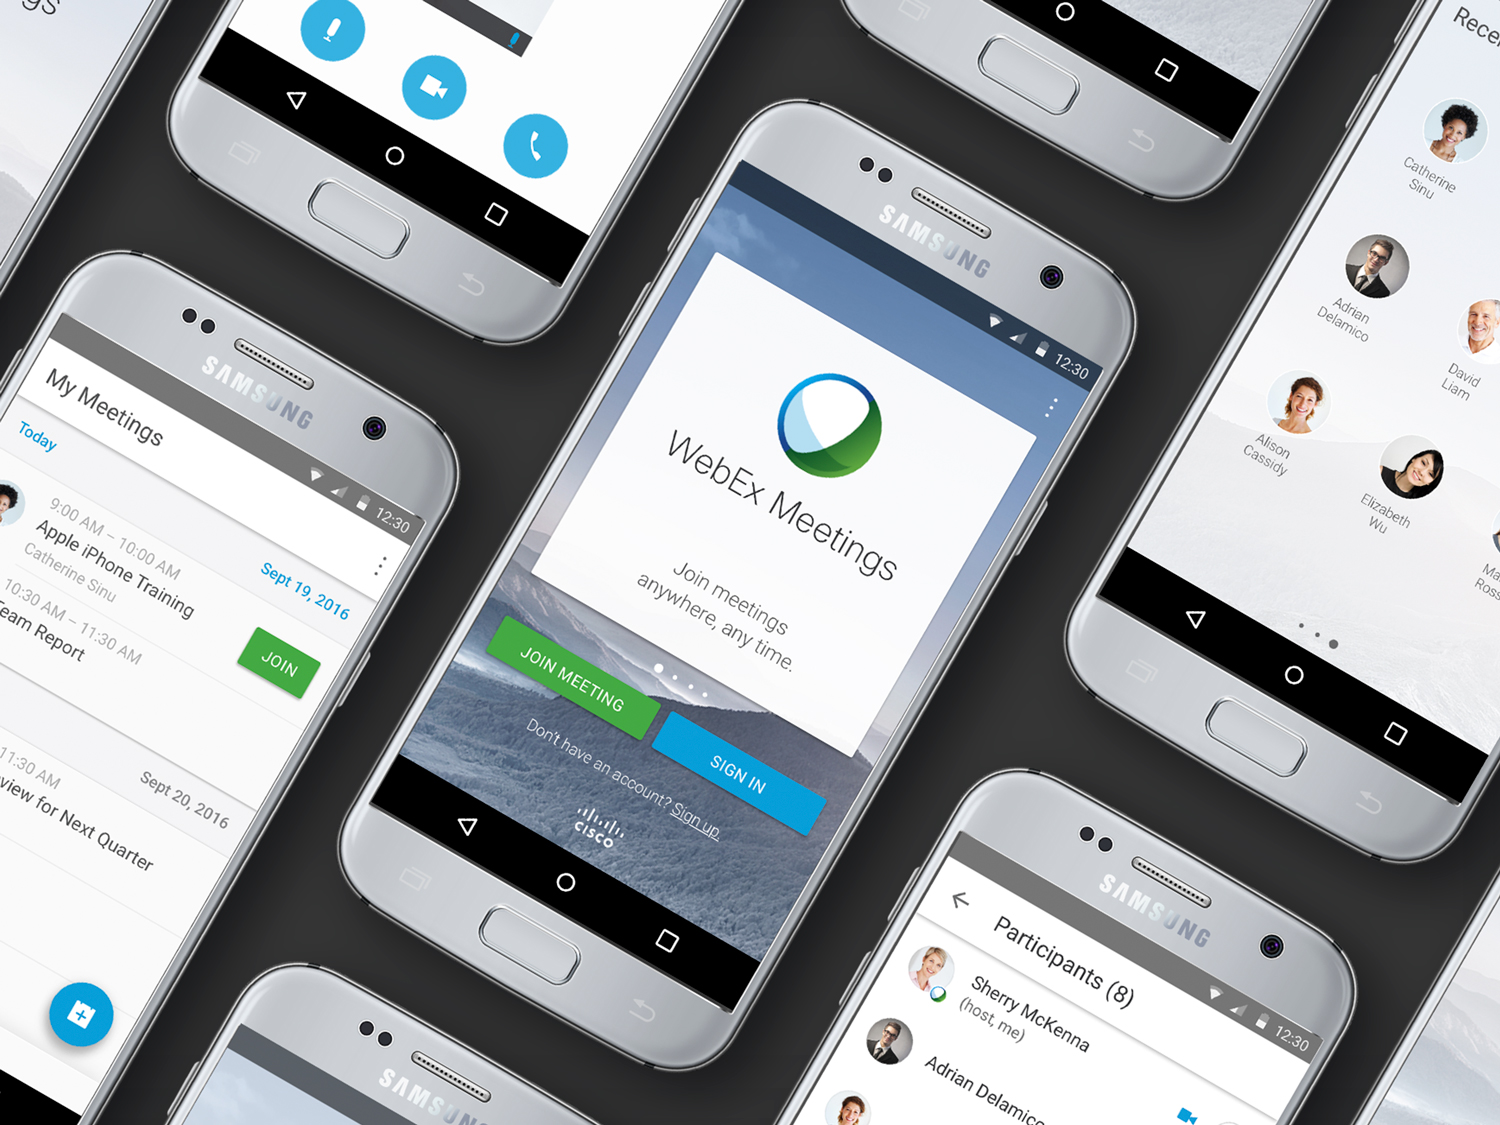 gs
SAMSUNG
12:30
My Meetings
Today
Sept 19, 2016
9:00 AM – 10:00 AM
Apple iPhone Training
Catherine Sinu
10:30 AM – 11:30 AM
Team Report
JOIN
Sept 20, 2016
11:30 AM
view for Next Quarter
SAMSUNG
12:30
WebEx Meetings
Join meetings
anywhere, any time.
JOIN MEETING
SIGN IN
Don't have an account? Sign up.
CISCO
Rece
Catherine
Sinu
Adrian
Delamico
David
Liam
Alison
Cassidy
Elizabeth
Wu
Ma
Ross
SAMSUNG
12:30
Participants (8)
Sherry McKenna
(host, me)
Adrian Delamico
SAMSUNG